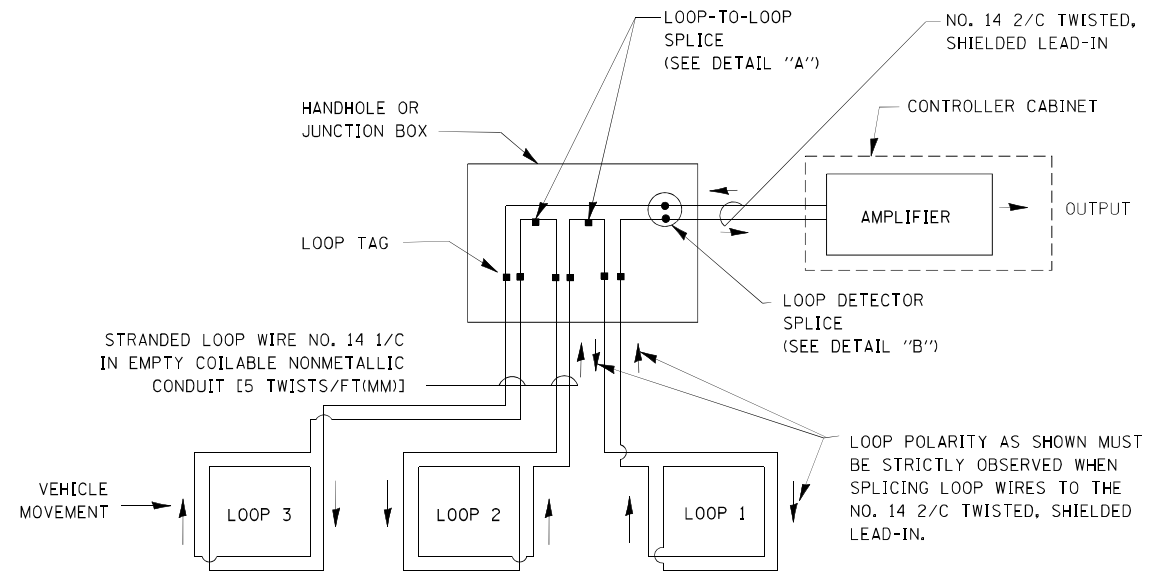 LOOP-TO-LOOP
SPLICE
(SEE DETAIL "A")
NO. 14 2/C TWISTED,
SHIELDED LEAD-IN
HANDHOLE OR
JUNCTION BOX
CONTROLLER CABINET
AMPLIFIER
OUTPUT
LOOP TAG
LOOP DETECTOR
SPLICE
(SEE DETAIL "B")
STRANDED LOOP WIRE NO. 14 1/C
IN EMPTY COILABLE NONMETALLIC
CONDUIT [5 TWISTS/FT(MM)]
LOOP POLARITY AS SHOWN MUST
BE STRICTLY OBSERVED WHEN
SPLICING LOOP WIRES TO THE
NO. 14 2/C TWISTED, SHIELDED
LEAD-IN.
VEHICLE
MOVEMENT
LOOP 3
LOOP 2
LOOP 1